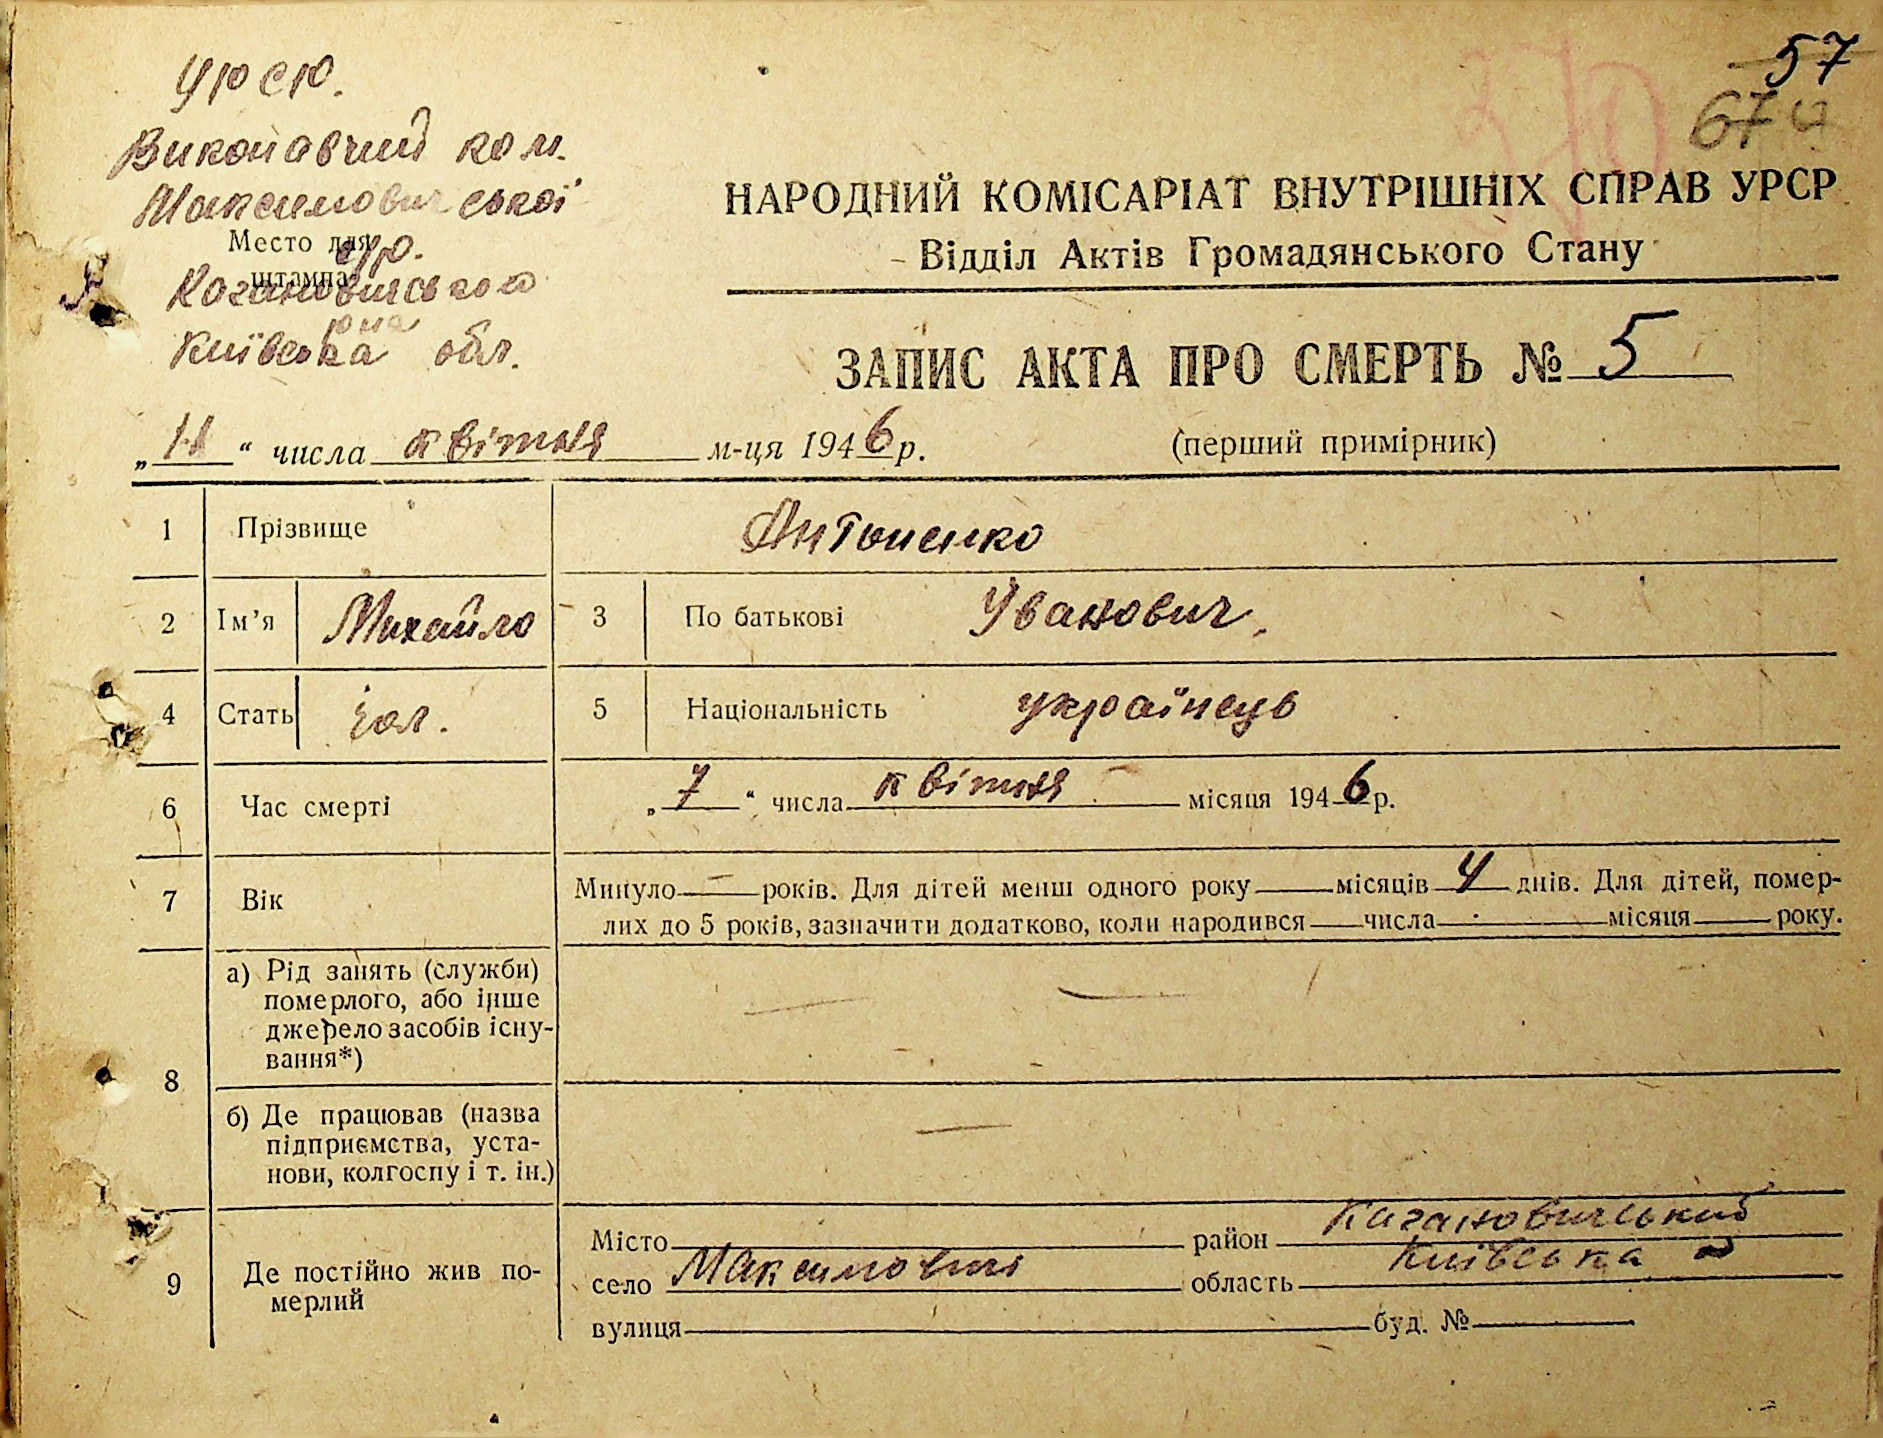 57
67
УРСР.
Виконавчий ком.
Максимовичської
Место для
с/р.
штампа
Кагановичського
р-на
Київська обл.
НАРОДНИЙ КОМІСАРІАТ ВНУТРІШНІХ СПРАВ УРСР
Відділ Актів Громадянського Стану
ЗАПИС АКТА ПРО СМЕРТЬ № 5
„ 11 “ числа квітня м-ця 1946 р. (перший примірник)
1 Прізвище Антоненко
2 Ім’я Михайло 3 По батькові Іванович.
4 Стать чол. 5 Національність українець
6 Час смерті „ 7 “ числа квітня місяця 1946 р.
7 Вік Минуло — років. Для дітей менш одного року — місяців 4 днів. Для дітей, помер-
лих до 5 років, зазначити додатково, коли народився — числа — місяця — року.
8 а) Рід занять (служби)
померлого, або інше
джерело засобів існу-
вання*)
— —
б) Де працював (назва
підприємства, уста-
нови, колгоспу і т. ін.)
—
9 Де постійно жив по-
мерлий
Місто район Кагановичський
село Максимовичі область Київська
вулиця буд. №